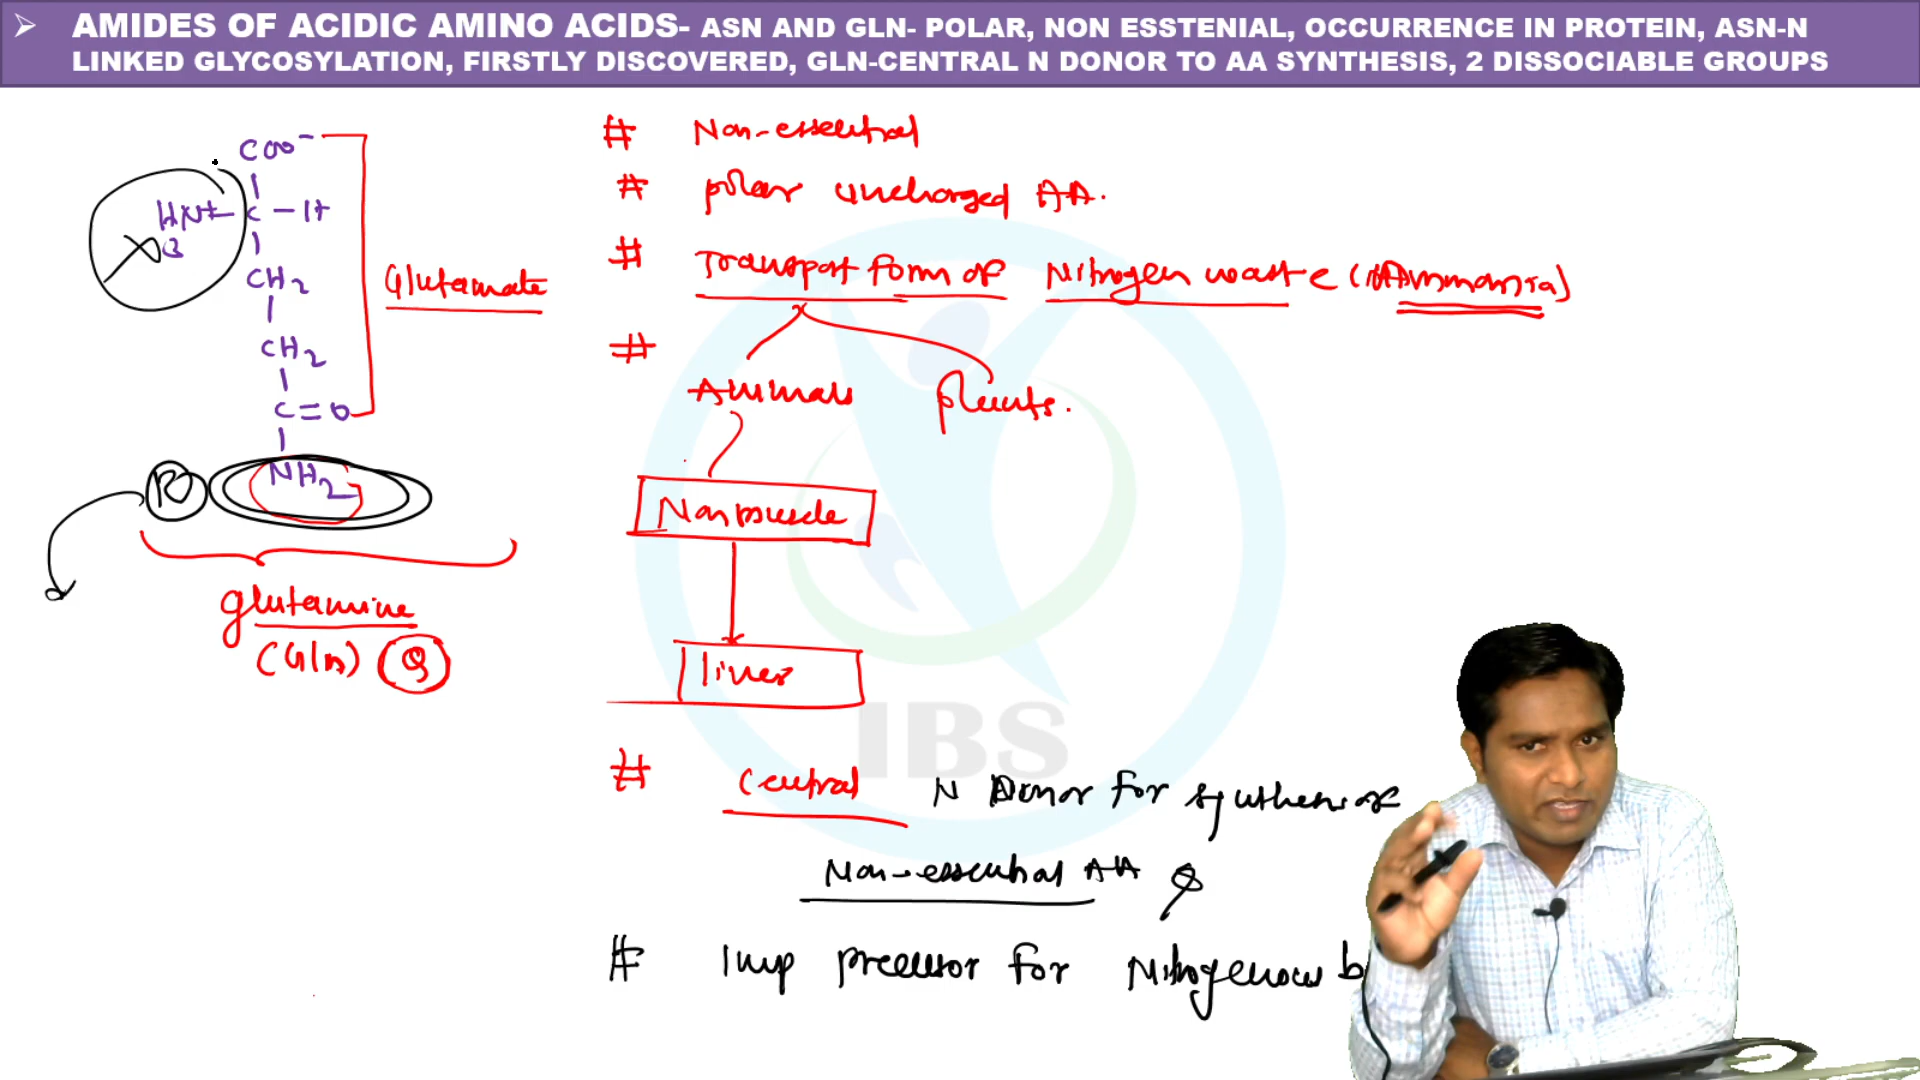 AMIDES OF ACIDIC AMINO ACIDS- ASN AND GLN- POLAR, NON ESSTENIAL, OCCURRENCE IN PROTEIN, ASN-N
LINKED GLYCOSYLATION, FIRSTLY DISCOVERED, GLN-CENTRAL N DONOR TO AA SYNTHESIS, 2 DISSOCIABLE GROUPS
COO⁻
C - H
3
CH2
CH2
C=O
NH2
R
Glutamate
glutamine
(Gln) Q
# Non-essential
# polar uncharged AA.
# Transport form of Nitrogen waste (Ammonia)
#
Animals plants.
Non muscle
liver
IBS
# Central N Donor for synthesis of
Non-essential AA
# Imp precursor for Nitrogenous b